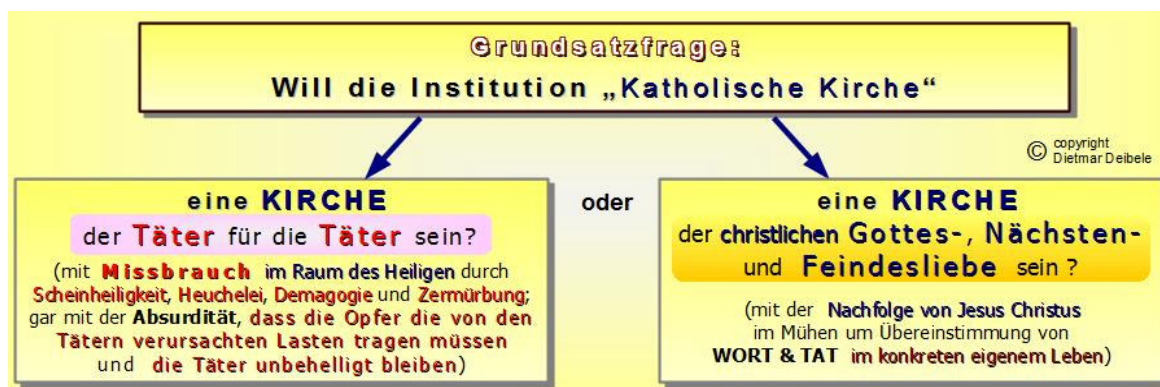 Grundsatzfrage:
Will die Institution „Katholische Kirche“
© copyright
Dietmar Deibele
eine KIRCHE
der Täter für die Täter sein?
(mit Missbrauch im Raum des Heiligen durch
Scheinheiligkeit, Heuchelei, Demagogie und Zermürbung;
gar mit der Absurdität, dass die Opfer die von den
Tätern verursachten Lasten tragen müssen
und die Täter unbehelligt bleiben)
oder
eine KIRCHE
der christlichen Gottes-, Nächsten-
und Feindesliebe sein ?
(mit der Nachfolge von Jesus Christus
im Mühen um Übereinstimmung von
WORT & TAT im konkreten eigenem Leben)